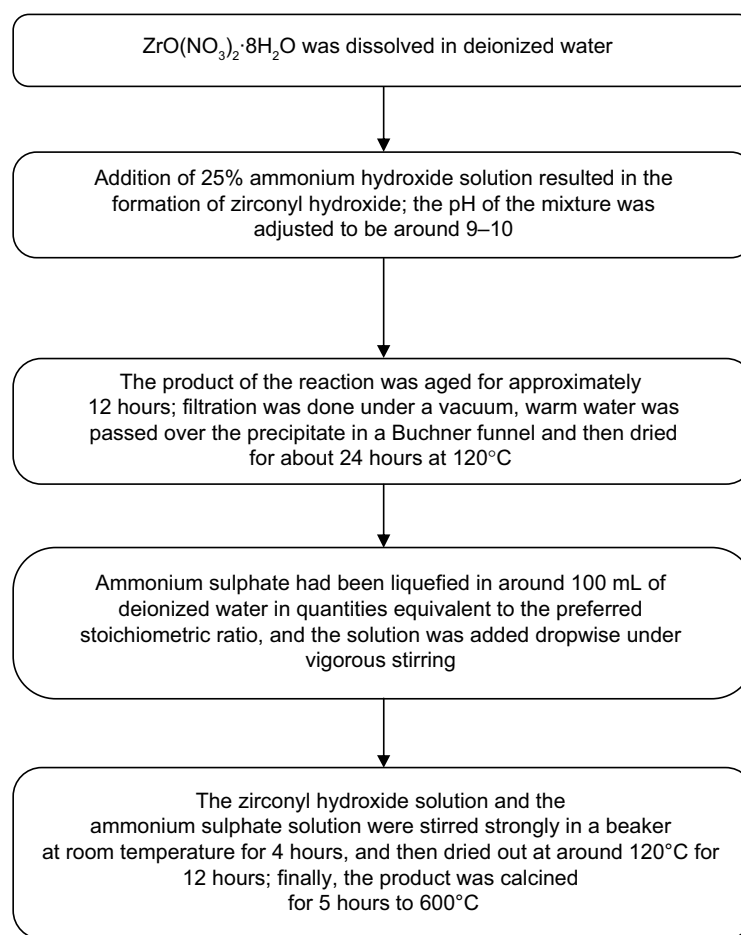 ZrO(NO₃)₂·8H₂O was dissolved in deionized water
Addition of 25% ammonium hydroxide solution resulted in the
formation of zirconyl hydroxide; the pH of the mixture was
adjusted to be around 9–10
The product of the reaction was aged for approximately
12 hours; filtration was done under a vacuum, warm water was
passed over the precipitate in a Buchner funnel and then dried
for about 24 hours at 120°C
Ammonium sulphate had been liquefied in around 100 mL of
deionized water in quantities equivalent to the preferred
stoichiometric ratio, and the solution was added dropwise under
vigorous stirring
The zirconyl hydroxide solution and the
ammonium sulphate solution were stirred strongly in a beaker
at room temperature for 4 hours, and then dried out at around 120°C for
12 hours; finally, the product was calcined
for 5 hours to 600°C